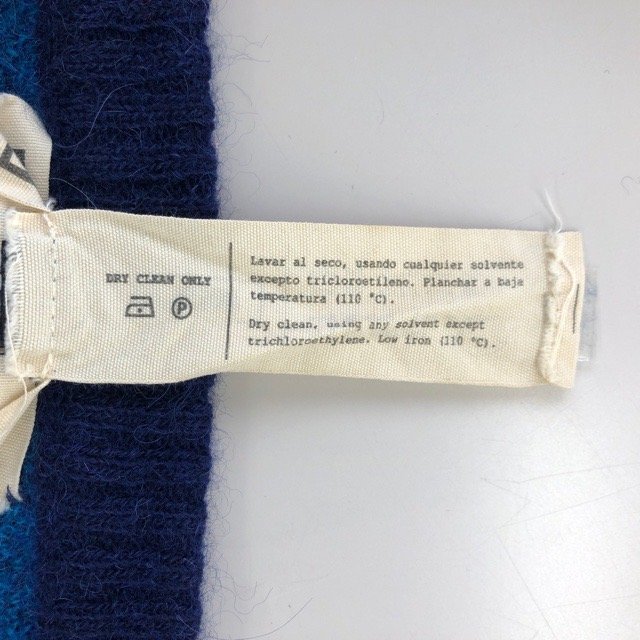 DRY CLEAN ONLY
P
Lavar al seco, usando cualquier solvente
excepto tricloroetileno. Planchar a baja
temperatura (110 °C).
Dry clean, using any solvent except
trichloroethylene. Low iron (110 °C).